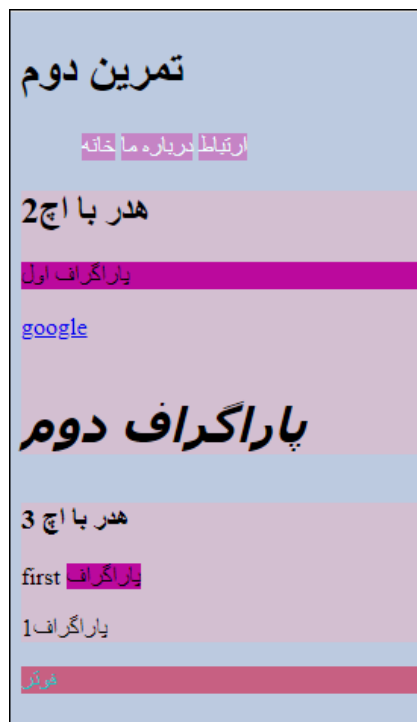 تمرین دوم
خانه درباره ما ارتباط
هدر با اچ2
پاراگراف اول
google
پاراگراف دوم
هدر با اچ 3
first پاراگراف
پاراگراف1
فوتر